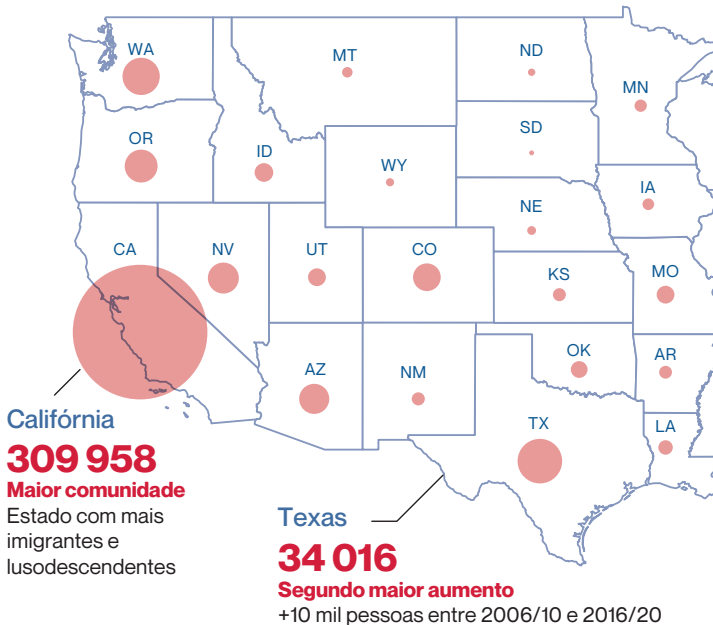 WA
MT
ND
MN
OR
ID
SD
WY
IA
NE
CA
NV
UT
CO
KS
MO
OK
AR
AZ
NM
TX
LA
Califórnia
309 958
Maior comunidade
Estado com mais
imigrantes e
lusodescendentes
Texas
34 016
Segundo maior aumento
+10 mil pessoas entre 2006/10 e 2016/20